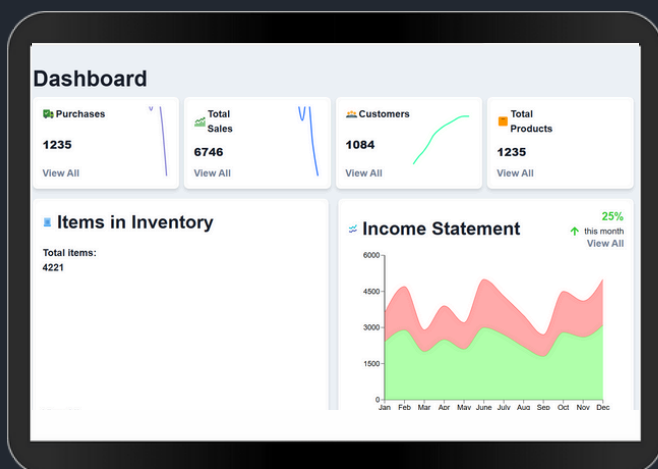 Dashboard
Purchases
1235
View All
Total
Sales
6746
View All
Customers
1084
View All
Total
Products
1235
View All
Items in Inventory
Total items:
4221
Income Statement
25%
this month
View All
6000
4500
3000
1500
0
Jan Feb Mar Apr May June July Aug Sep Oct Nov Dec